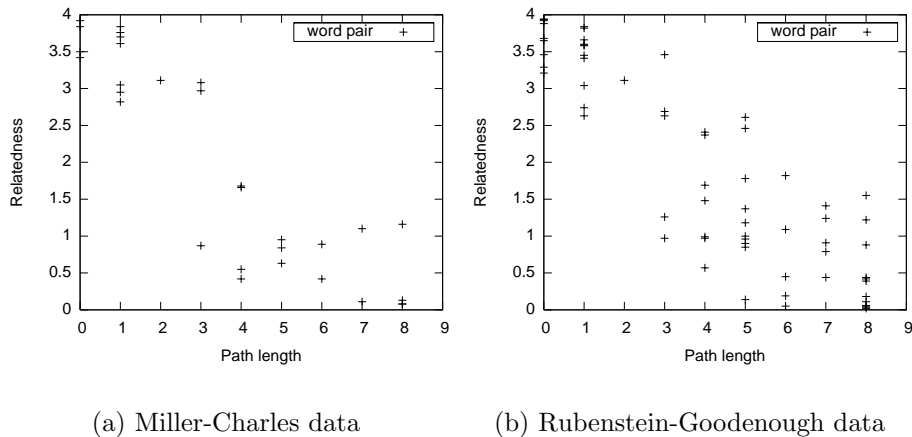 4
3.5
3
2.5
2
1.5
1
0.5
0
0 1 2 3 4 5 6 7 8 9
Relatedness
Path length
word pair
(a) Miller-Charles data
4
3.5
3
2.5
2
1.5
1
0.5
0
0 1 2 3 4 5 6 7 8 9
Relatedness
Path length
word pair
(b) Rubenstein-Goodenough data